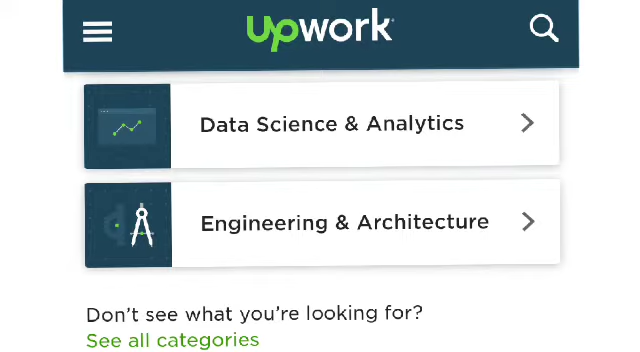 upwork
Data Science & Analytics
Engineering & Architecture
Don't see what you're looking for?
See all categories